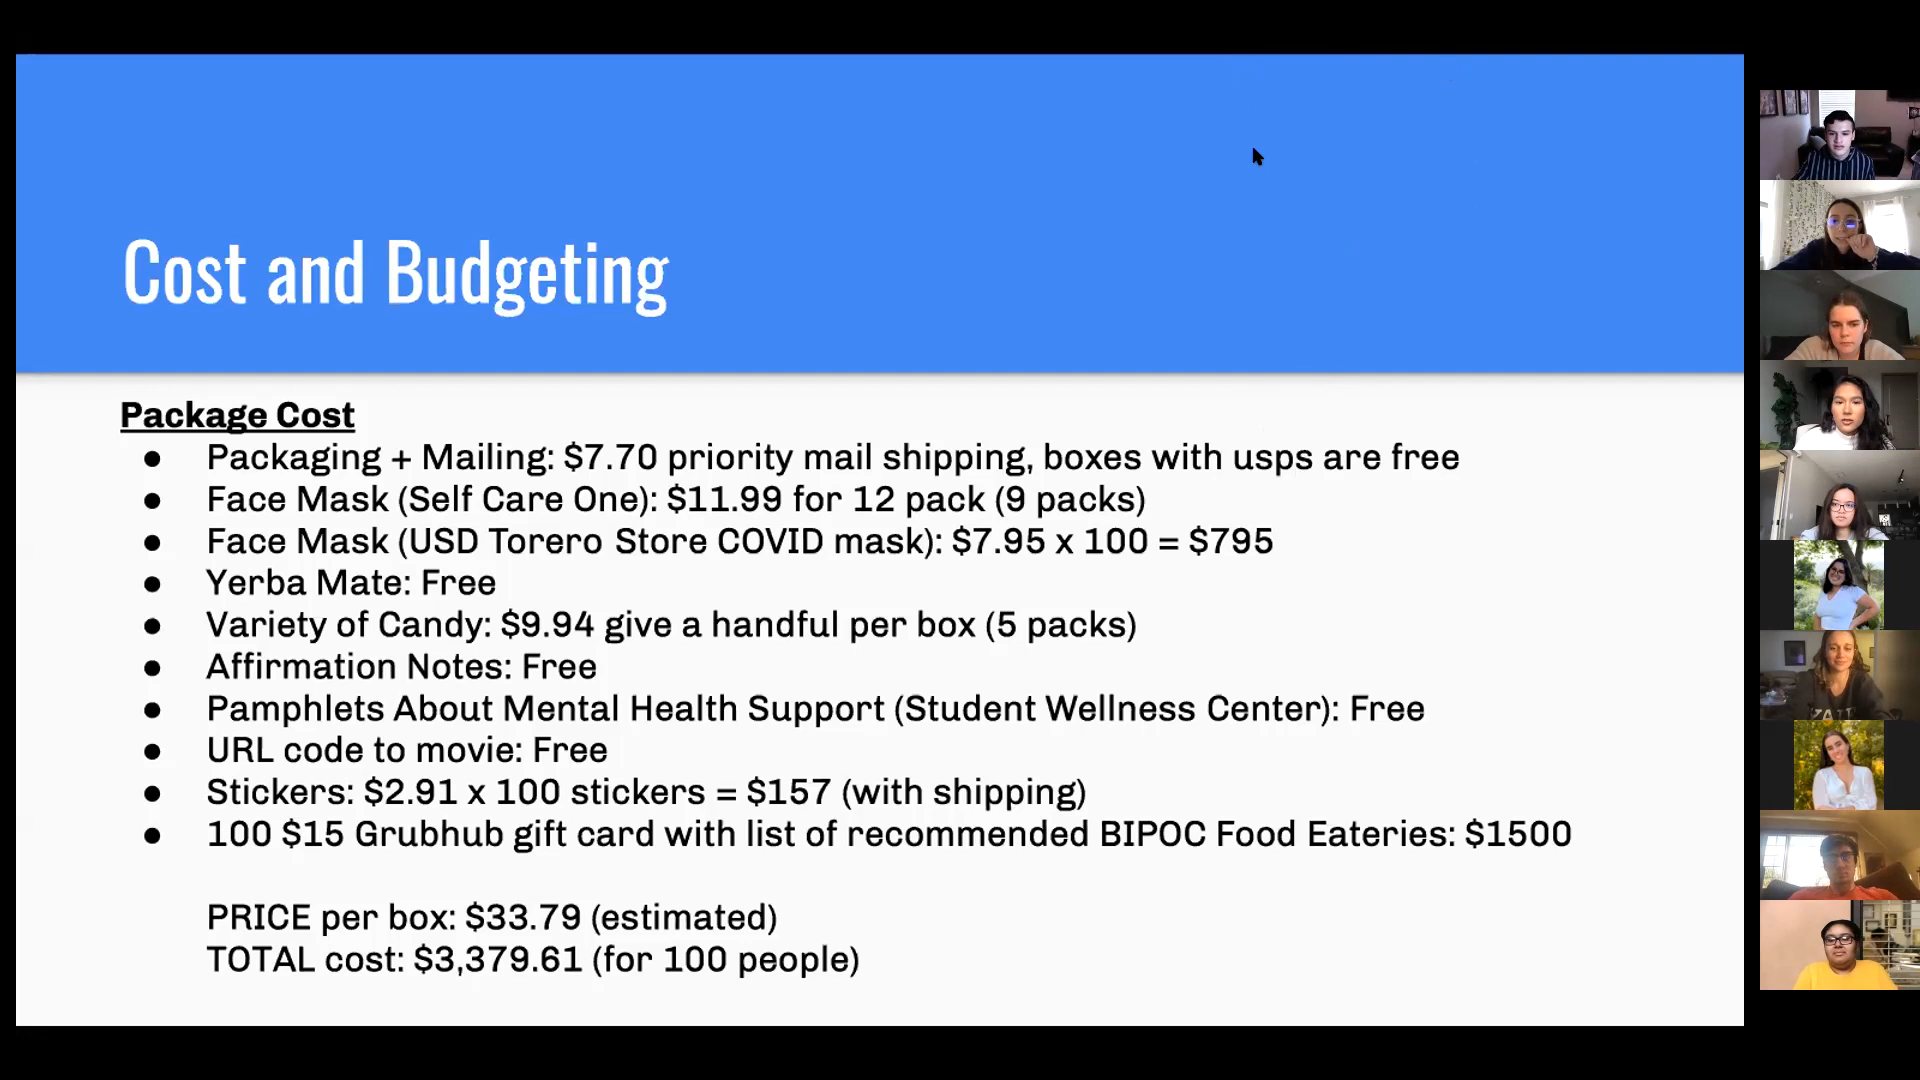 Cost and Budgeting
Package Cost
● Packaging + Mailing: $7.70 priority mail shipping, boxes with usps are free
● Face Mask (Self Care One): $11.99 for 12 pack (9 packs)
● Face Mask (USD Torero Store COVID mask): $7.95 x 100 = $795
● Yerba Mate: Free
● Variety of Candy: $9.94 give a handful per box (5 packs)
● Affirmation Notes: Free
● Pamphlets About Mental Health Support (Student Wellness Center): Free
● URL code to movie: Free
● Stickers: $2.91 x 100 stickers = $157 (with shipping)
● 100 $15 Grubhub gift card with list of recommended BIPOC Food Eateries: $1500
PRICE per box: $33.79 (estimated)
TOTAL cost: $3,379.61 (for 100 people)